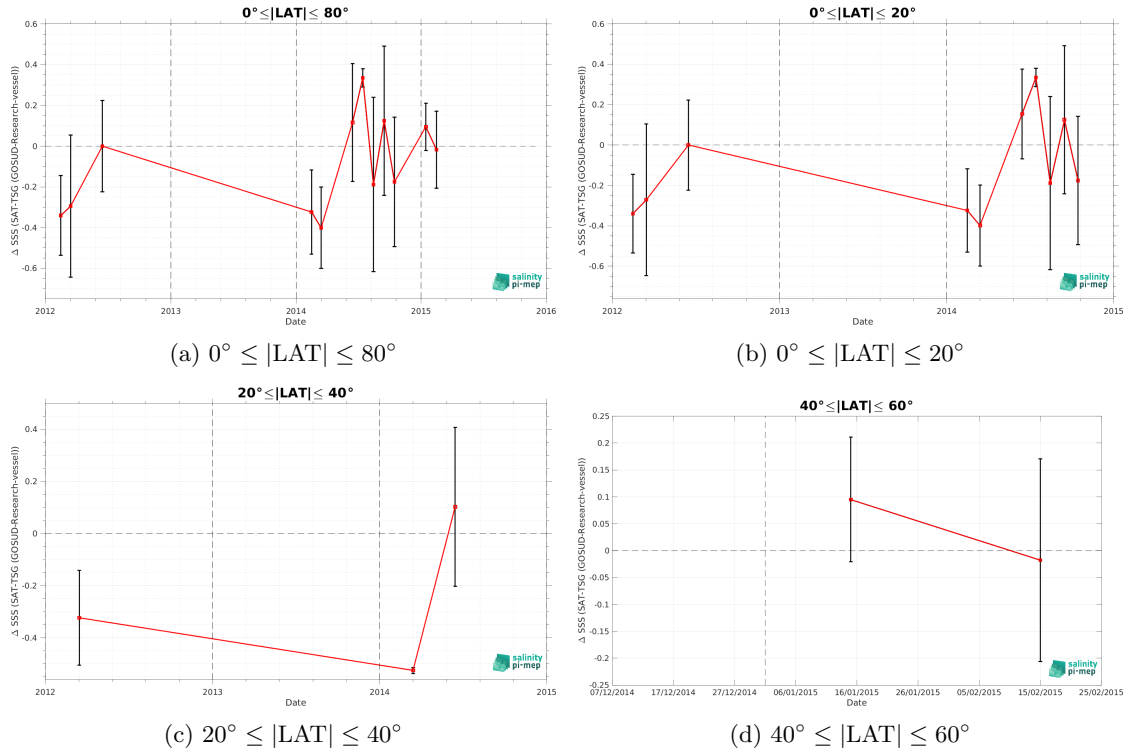 0°≤|LAT|≤ 80°
Δ SSS (SAT-TSG (GOSUD-Research-vessel))
0.6
0.4
0.2
0
-0.2
-0.4
-0.6
2012
2013
2014
2015
2016
Date
salinity
pi-mep
(a) 0° ≤ |LAT| ≤ 80°
0°≤|LAT|≤ 20°
Δ SSS (SAT-TSG (GOSUD-Research-vessel))
0.6
0.4
0.2
0
-0.2
-0.4
-0.6
2012
2013
2014
2015
Date
salinity
pi-mep
(b) 0° ≤ |LAT| ≤ 20°
20°≤|LAT|≤ 40°
Δ SSS (SAT-TSG (GOSUD-Research-vessel))
0.4
0.2
0
-0.2
-0.4
2012
2013
2014
2015
Date
salinity
pi-mep
(c) 20° ≤ |LAT| ≤ 40°
40°≤|LAT|≤ 60°
Δ SSS (SAT-TSG (GOSUD-Research-vessel))
0.25
0.2
0.15
0.1
0.05
0
-0.05
-0.1
-0.15
-0.2
-0.25
07/12/2014
17/12/2014
27/12/2014
06/01/2015
16/01/2015
26/01/2015
05/02/2015
15/02/2015
25/02/2015
Date
salinity
pi-mep
(d) 40° ≤ |LAT| ≤ 60°